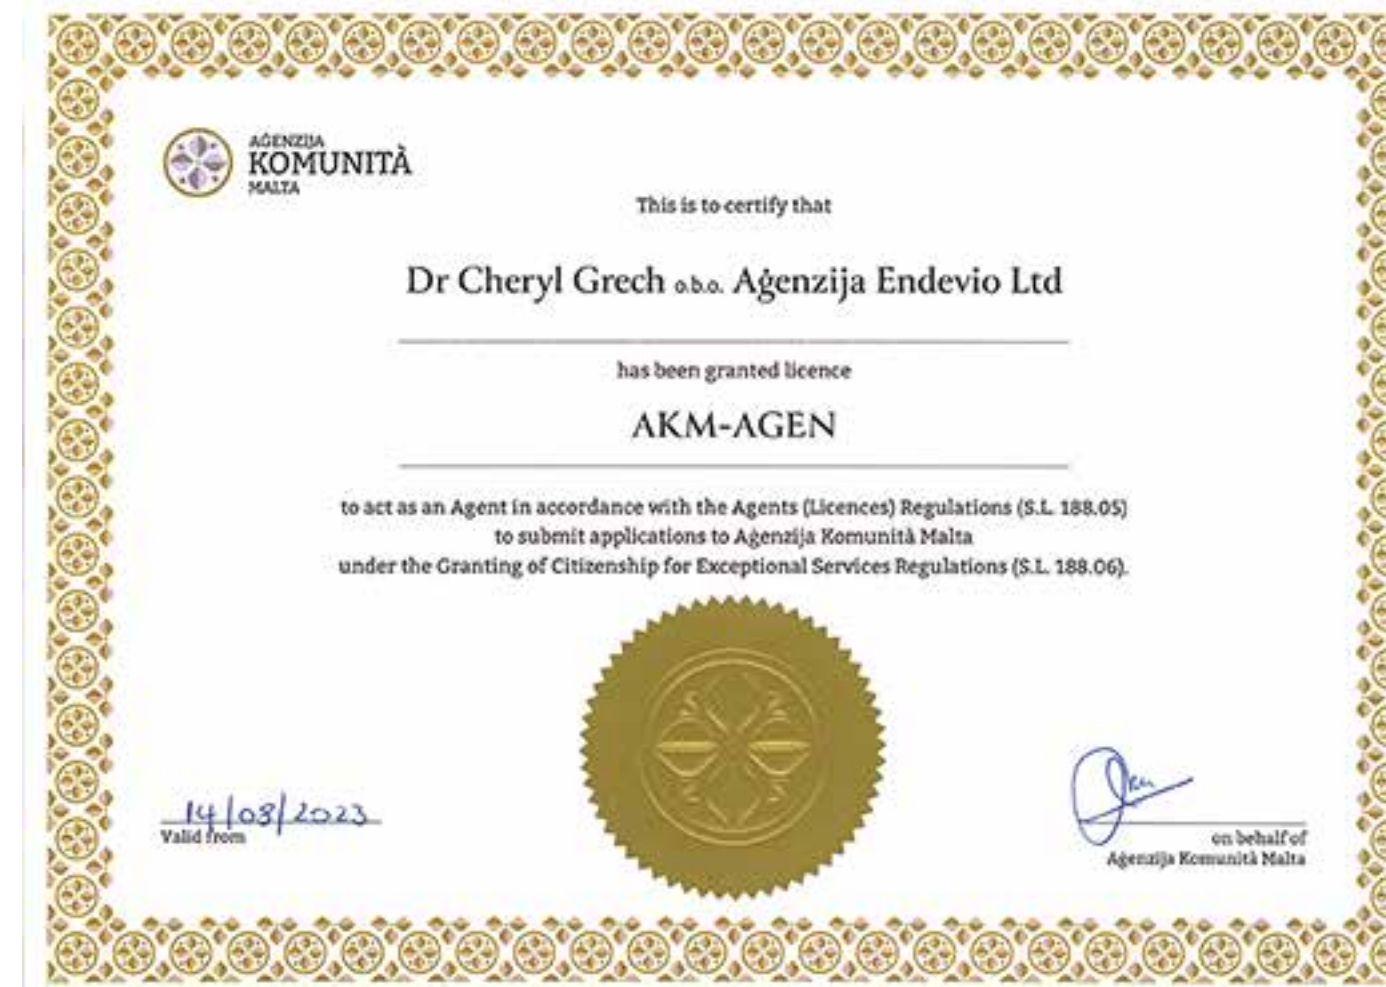 AĠENZIJA
KOMUNITÀ
MALTA
This is to certify that
Dr Cheryl Grech o.b.o. Aġenzija Endevio Ltd
has been granted licence
AKM-AGEN
to act as an Agent in accordance with the Agents (Licences) Regulations (S.L. 188.05)
to submit applications to Aġenzija Komunità Malta
under the Granting of Citizenship for Exceptional Services Regulations (S.L. 188.06).
14/08/2023
Valid from
on behalf of
Aġenzija Komunità Malta